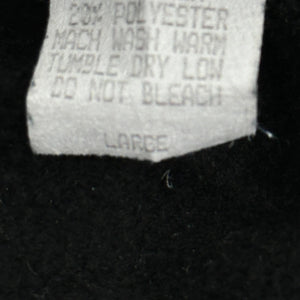 20% POLYESTER
MACH WASH WARM
TUMBLE DRY LOW
DO NOT BLEACH
LARGE